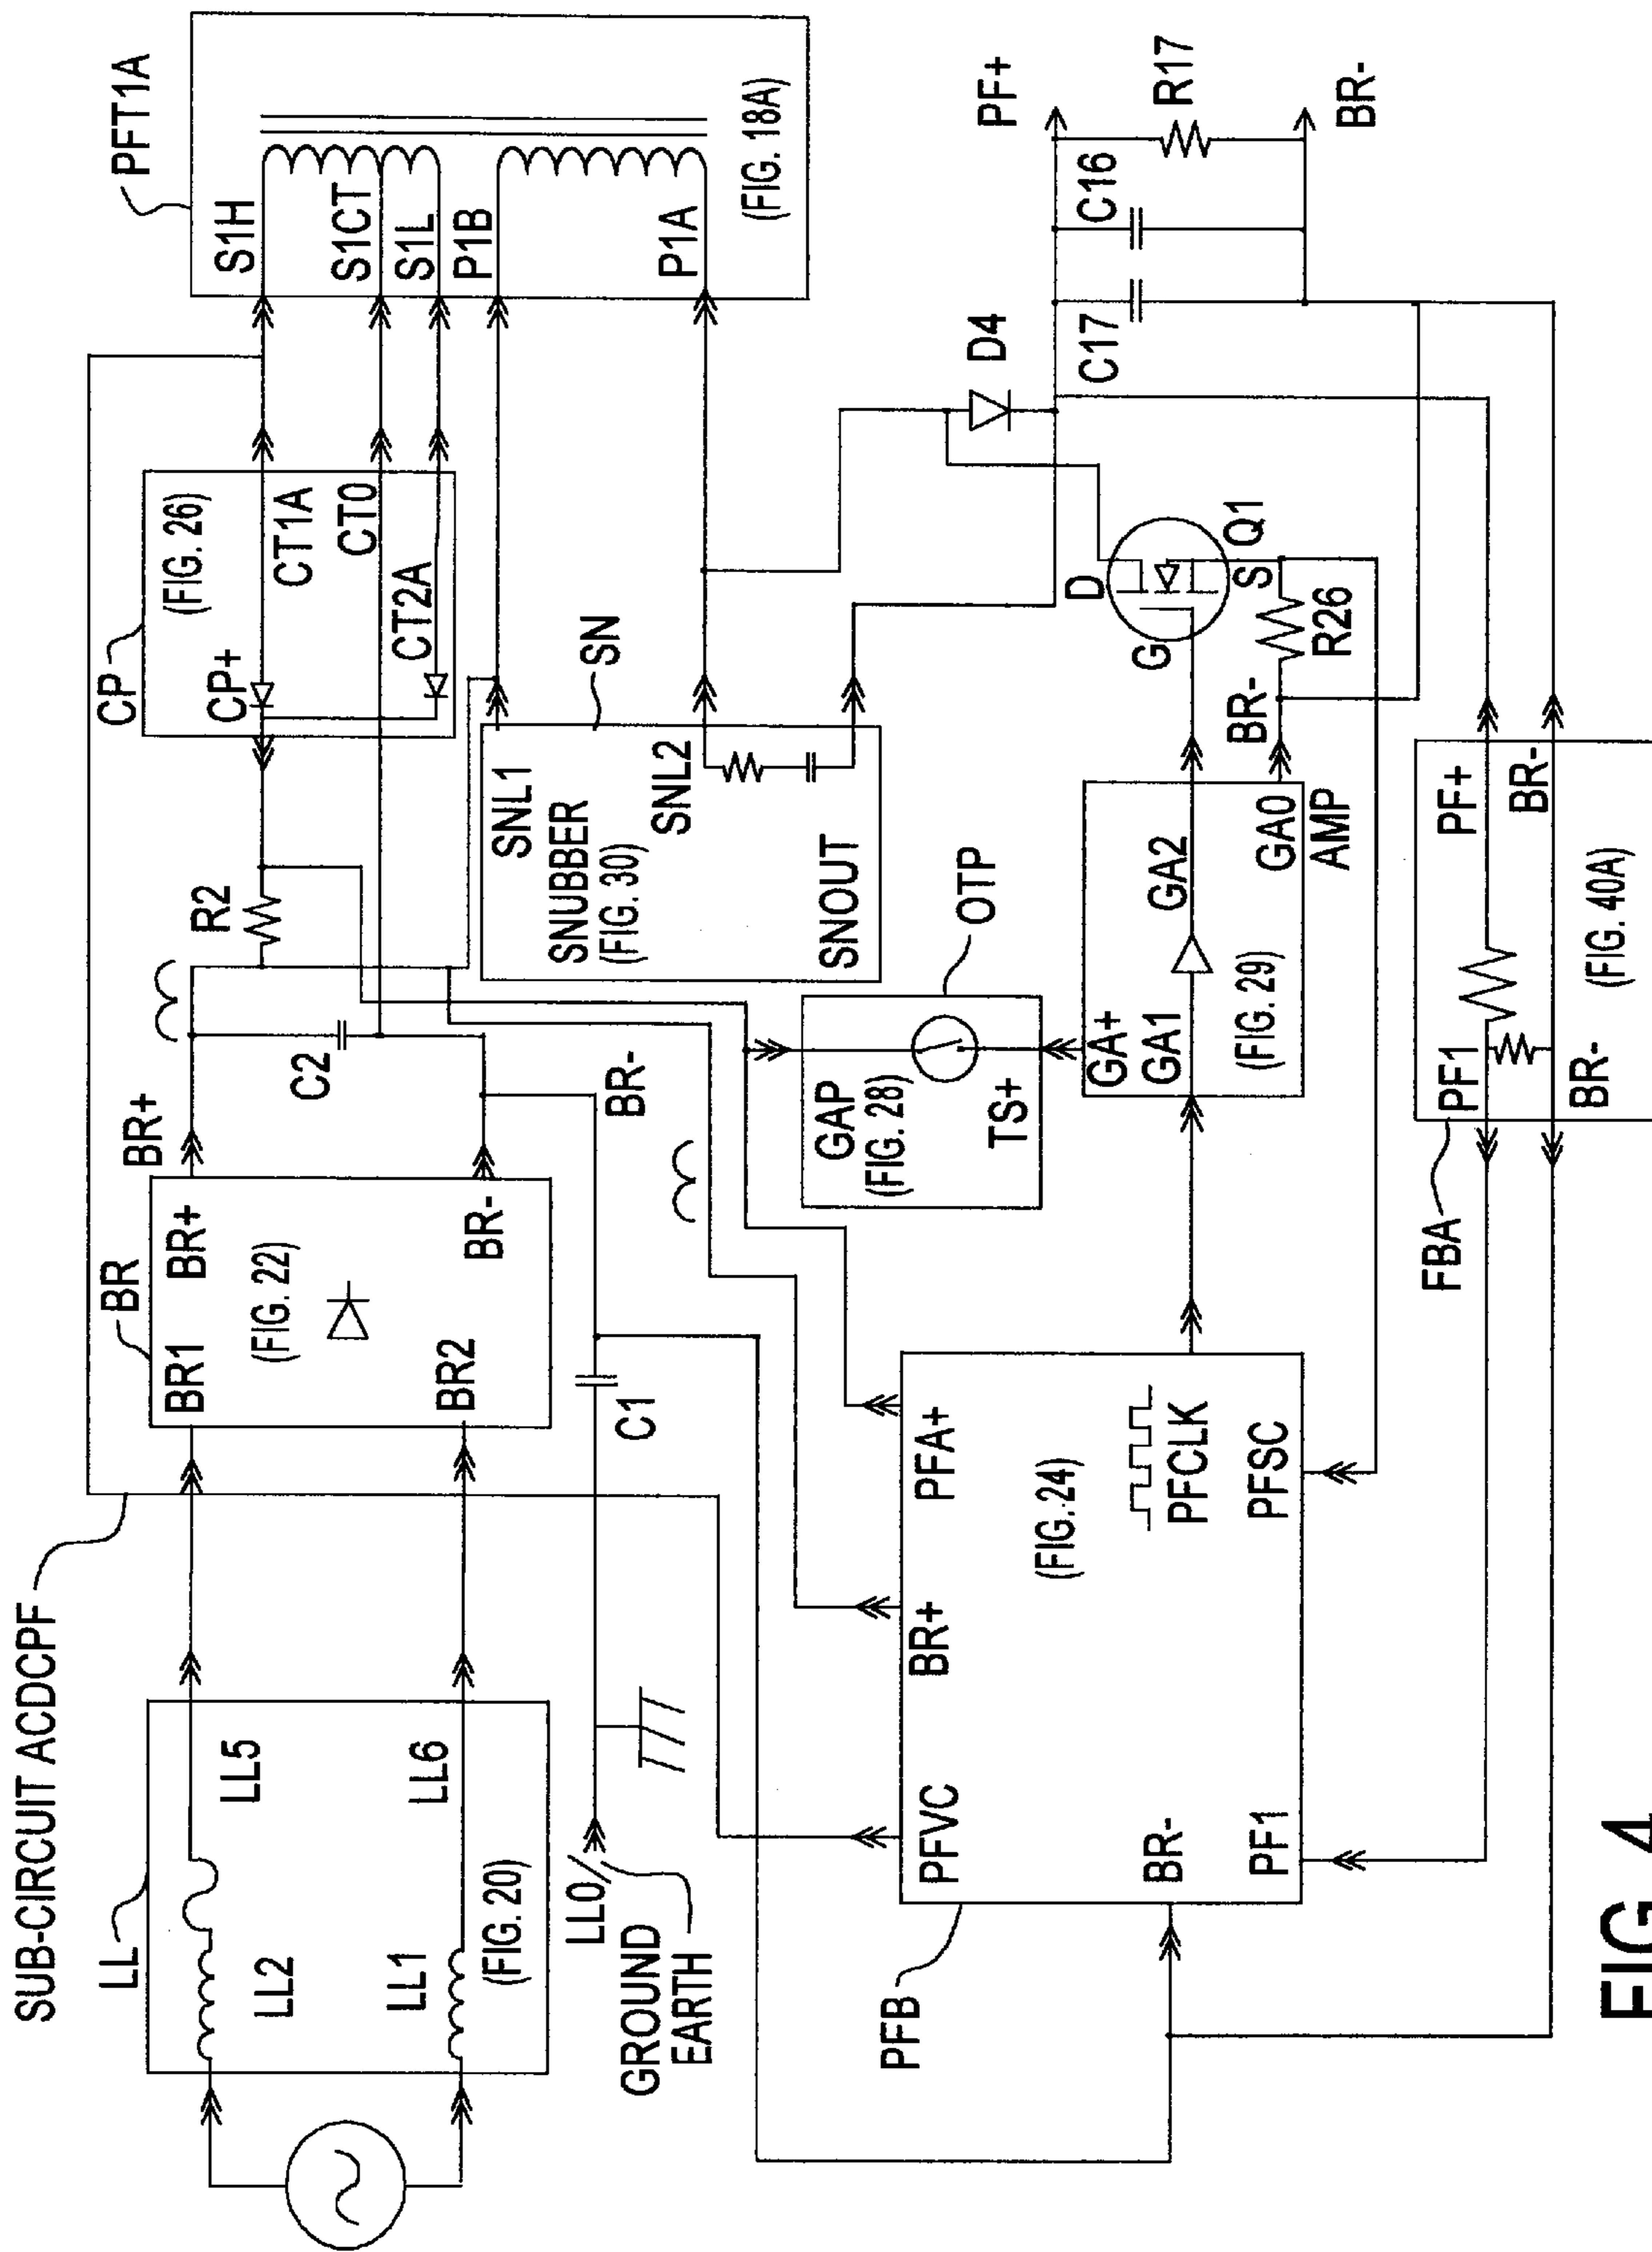 SUB-CIRCUIT ACDCPF
LL
LL5
LL2
LL6
LL1
(FIG. 20)
LL0
GROUND
EARTH
BR
BR1
BR+
(FIG. 22)
BR2
BR-
BR+
C2
BR-
C1
R2
CP
CP+
(FIG. 26)
CT1A
CT0
CT2A
PFT1A
S1H
S1CT
S1L
P1B
P1A
(FIG. 18A)
SN
SNL1
SNUBBER
(FIG. 30)
SNL2
SNOUT
OTP
GAP
(FIG. 28)
TS+
GA+
GA1
GA2
(FIG. 29)
GA0
AMP
BR-
R26
G
D
S
Q1
D4
C17
C16
R17
PF+
BR-
PFB
PFVC
BR+
PFA+
(FIG. 24)
PFCLK
BR-
PF1
PFSC
FBA
PF1
PF+
BR-
BR-
(FIG. 40A)
FIG. 4